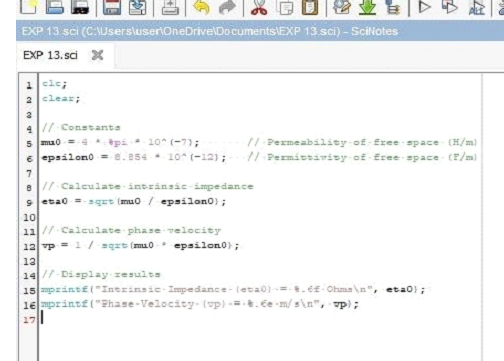 EXP 13.sci (C:\Users\user\OneDrive\Documents\EXP 13.sci) - SciNotes
EXP 13.sci
1 clc;
2 clear;
3
4 // Constants
5 mu0 = 4 * %pi * 10^(-7); // Permeability of free space (H/m)
6 epsilon0 = 8.854 * 10^(-12); // Permittivity of free space (F/m)
7
8 // Calculate intrinsic impedance
9 eta0 = sqrt(mu0 / epsilon0);
10
11 // Calculate phase velocity
12 vp = 1 / sqrt(mu0 * epsilon0);
13
14 // Display results
15 mprintf("Intrinsic Impedance (eta0) = %.6f Ohms\n", eta0);
16 mprintf("Phase Velocity (vp) = %.6e m/s\n", vp);
17